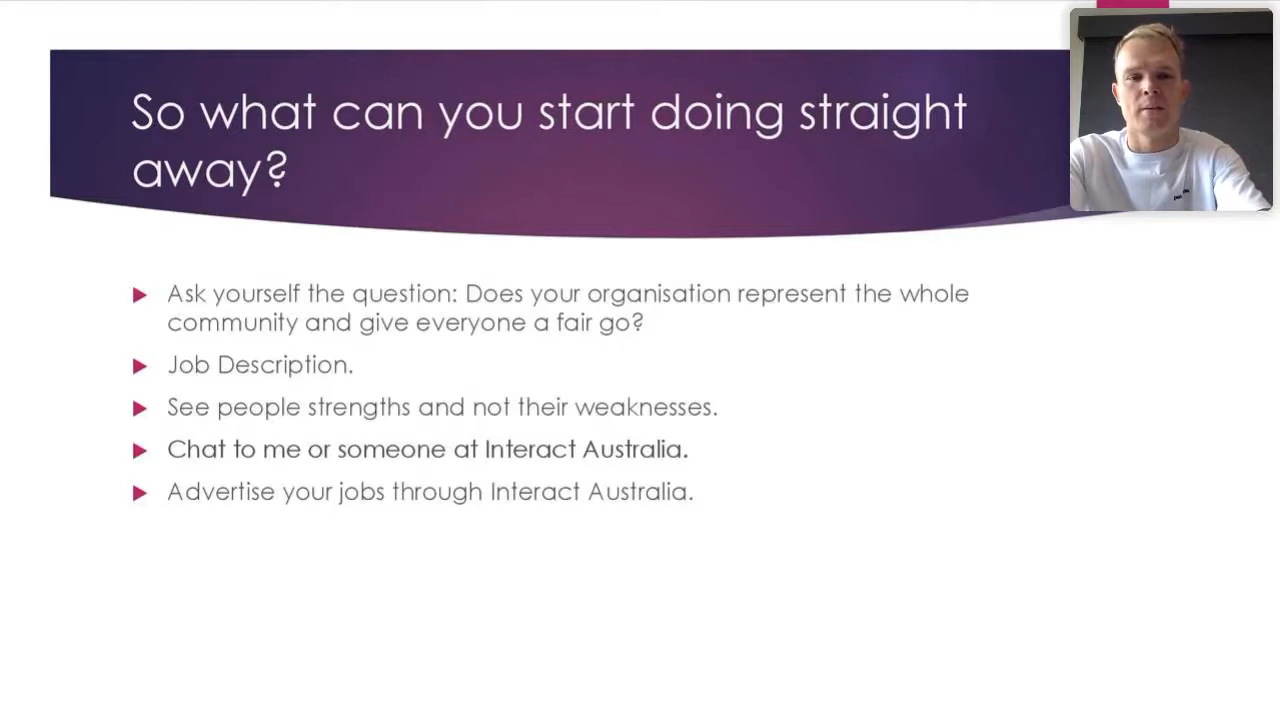 So what can you start doing straight
away?
Ask yourself the question: Does your organisation represent the whole
community and give everyone a fair go?
Job Description.
See people strengths and not their weaknesses.
Chat to me or someone at Interact Australia.
Advertise your jobs through Interact Australia.